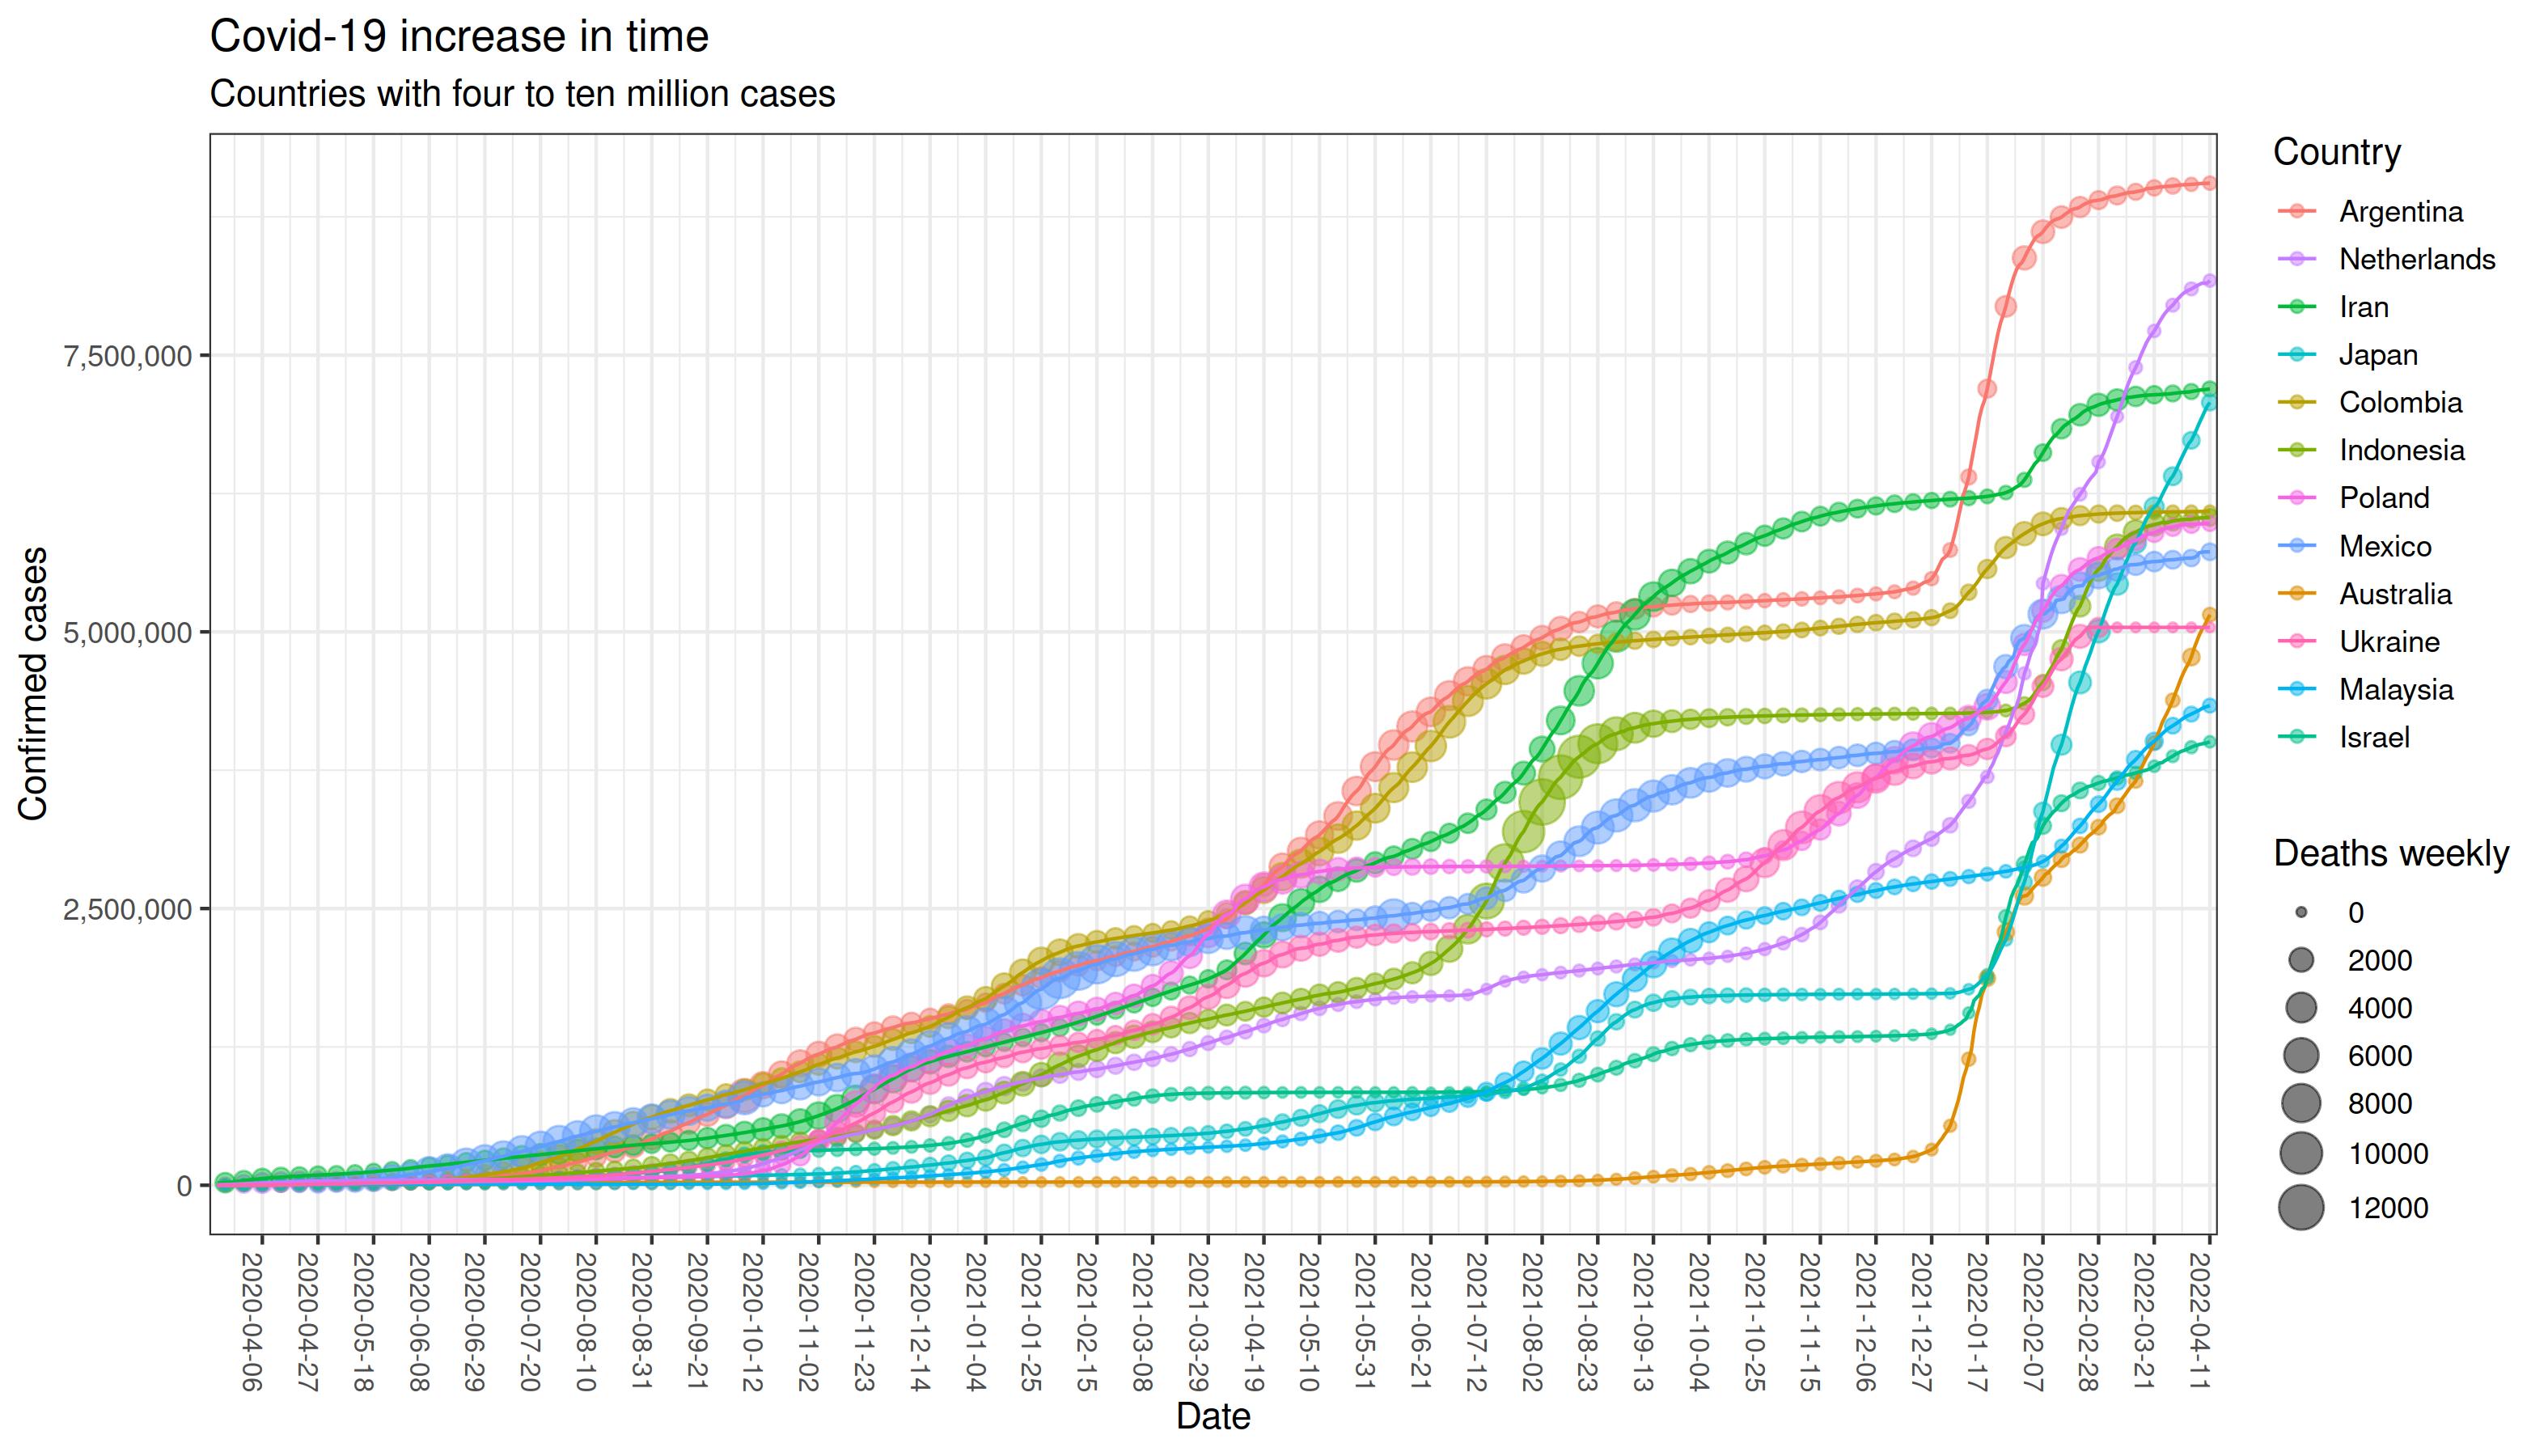 Covid-19 increase in time
Countries with four to ten million cases
Confirmed cases
7,500,000
5,000,000
2,500,000
0
2020-04-06
2020-04-27
2020-05-18
2020-06-08
2020-06-29
2020-07-20
2020-08-10
2020-08-31
2020-09-21
2020-10-12
2020-11-02
2020-11-23
2020-12-14
2021-01-04
2021-01-25
2021-02-15
2021-03-08
2021-03-29
2021-04-19
2021-05-10
2021-05-31
2021-06-21
2021-07-12
2021-08-02
2021-08-23
2021-09-13
2021-10-04
2021-10-25
2021-11-15
2021-12-06
2021-12-27
2022-01-17
2022-02-07
2022-02-28
2022-03-21
2022-04-11
Date
Country
Argentina
Netherlands
Iran
Japan
Colombia
Indonesia
Poland
Mexico
Australia
Ukraine
Malaysia
Israel
Deaths weekly
0
2000
4000
6000
8000
10000
12000